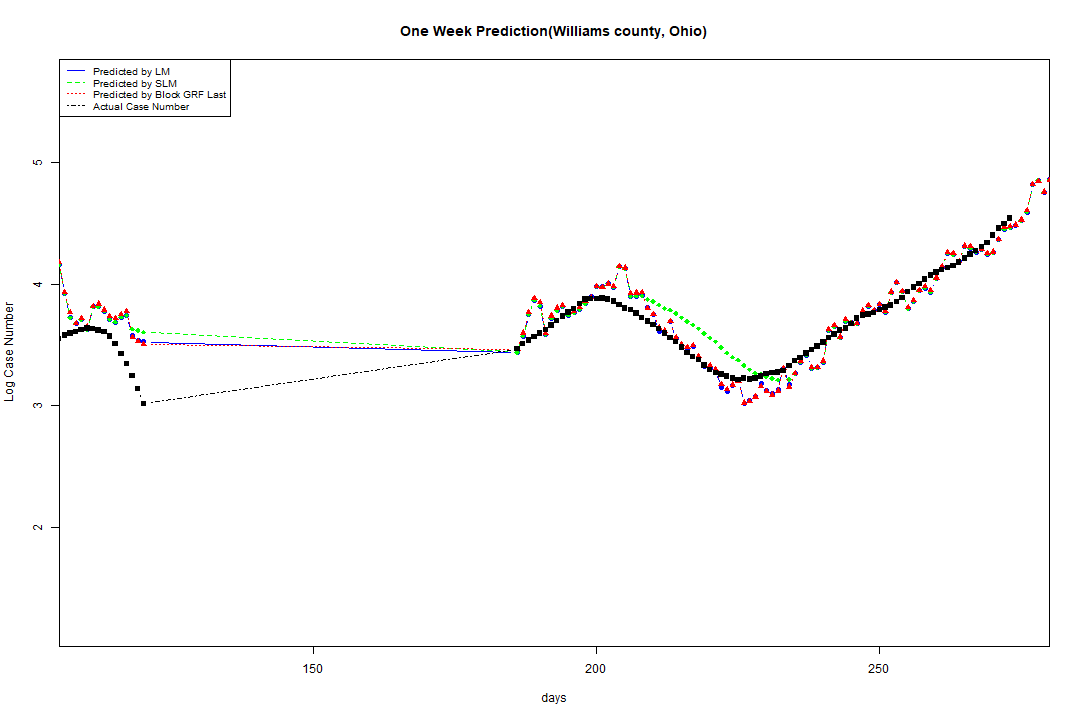 One Week Prediction(Williams county, Ohio)
Predicted by LM
Predicted by SLM
Predicted by Block GRF Last
Actual Case Number
5
4
3
2
Log Case Number
150 200 250
days